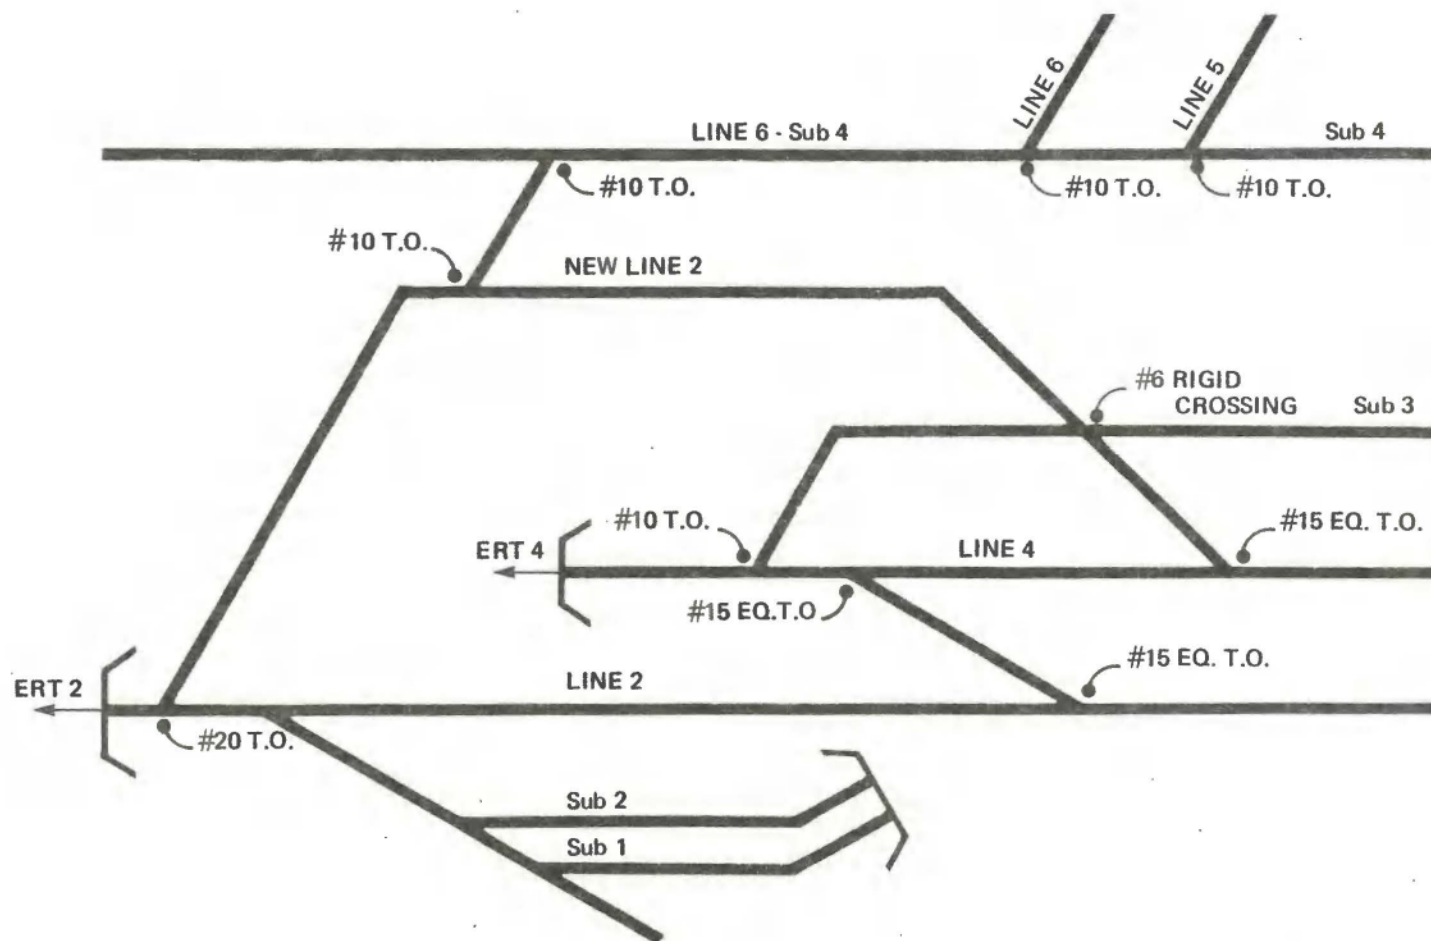 LINE 6
LINE 5
LINE 6 - Sub 4
Sub 4
#10 T.O.
#10 T.O.
#10 T.O.
#10 T.O.
NEW LINE 2
#6 RIGID
CROSSING
Sub 3
#10 T.O.
#15 EQ. T.O.
ERT 4
LINE 4
#15 EQ.T.O
#15 EQ. T.O.
ERT 2
LINE 2
#20 T.O.
Sub 2
Sub 1